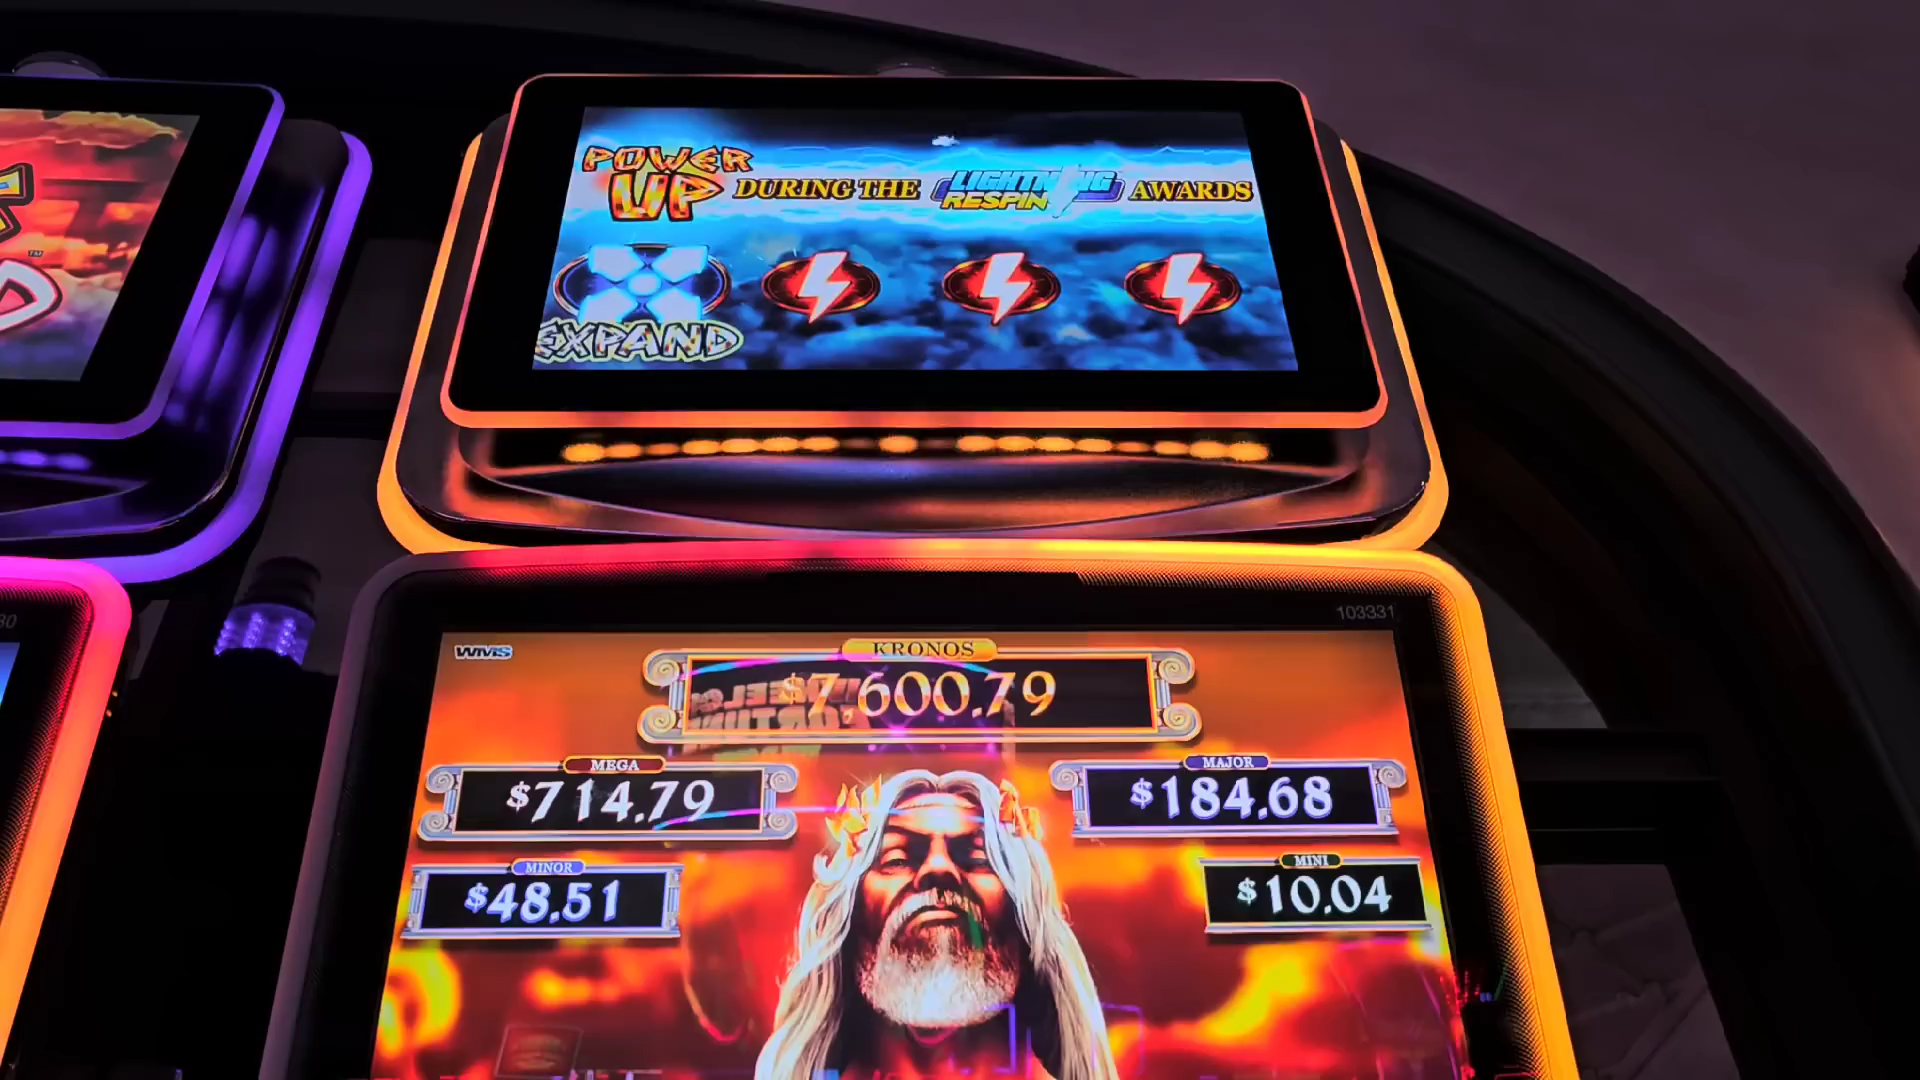 POWER
UP DURING THE LIGHTNING RESPIN AWARDS
EXPAND
TM
103331
WMS
KRONOS
$7,600.79
MEGA
$714.79
MAJOR
$184.68
MINOR
$48.51
MINI
$10.04